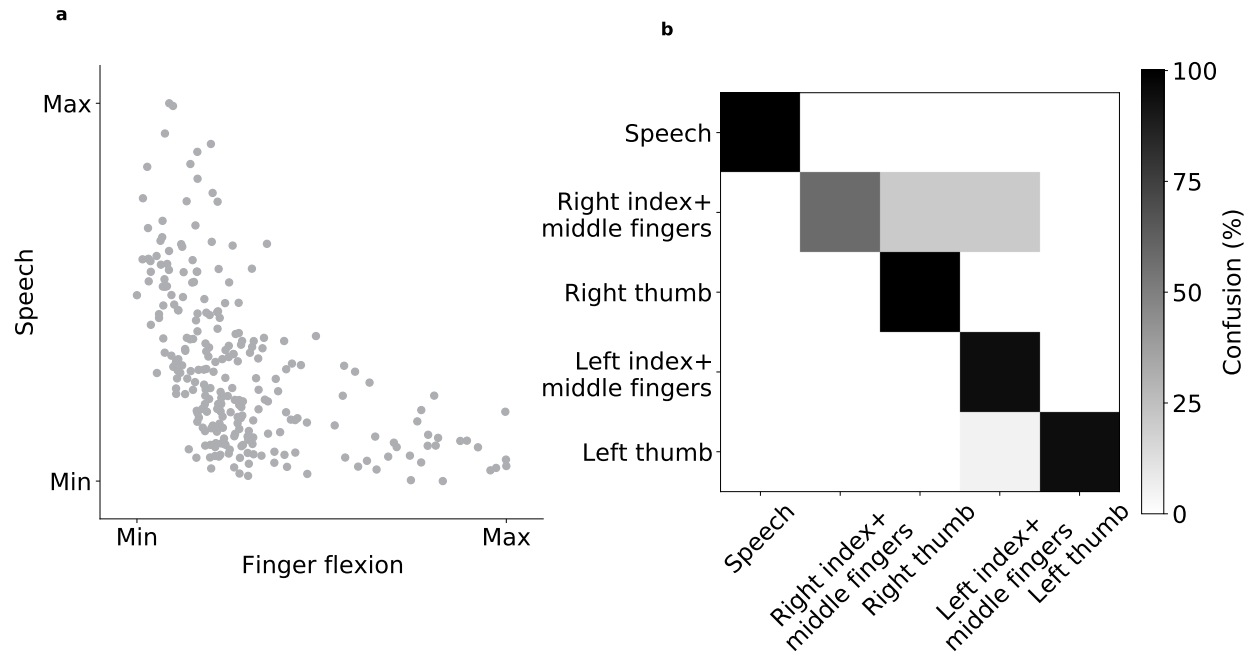 a
Max
Speech
Min
Min
Max
Finger flexion
b
Speech
Right index+
middle fingers
Right thumb
Left index+
middle fingers
Left thumb
Speech
Right index+
middle fingers
Right thumb
Left index+
middle fingers
Left thumb
100
75
50
25
0
Confusion (%)